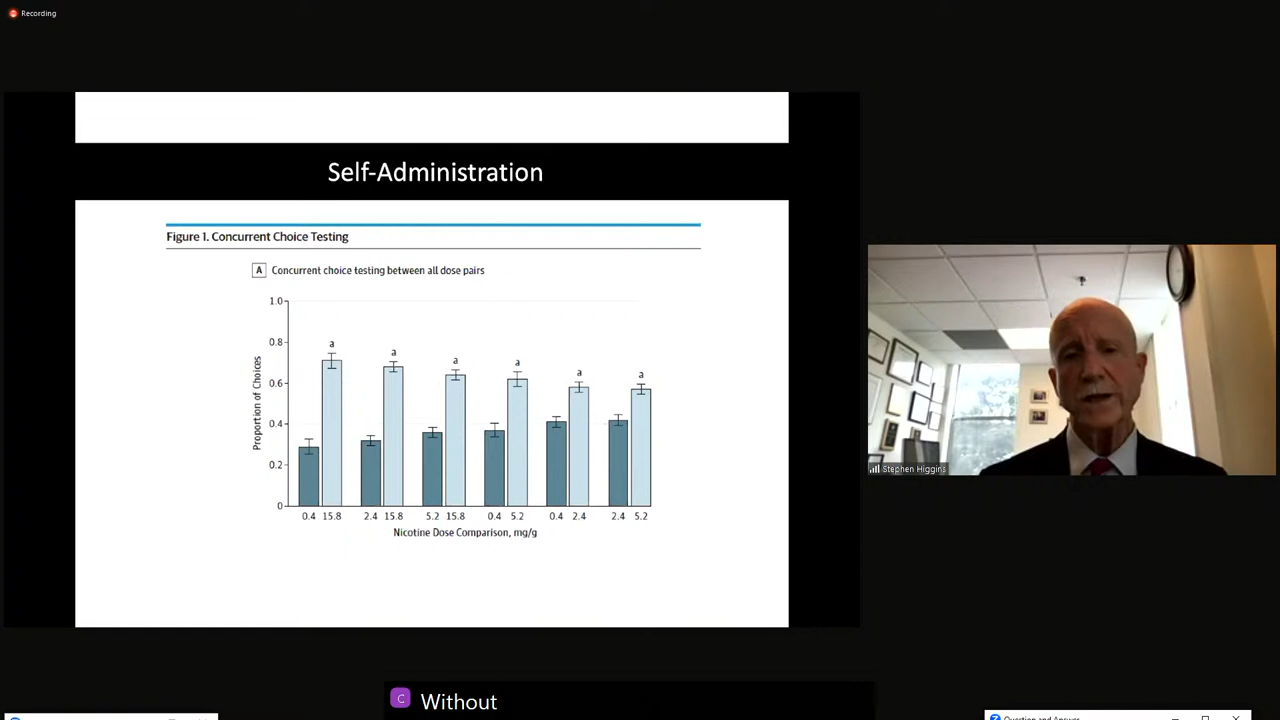 Recording
Self-Administration
Figure 1. Concurrent Choice Testing
A Concurrent choice testing between all dose pairs
1.0
0.8
0.6
0.4
0.2
0
Proportion of Choices
a a a a a a
0.4 15.8 2.4 15.8 5.2 15.8 0.4 5.2 0.4 2.4 2.4 5.2
Nicotine Dose Comparison, mg/g
Stephen Higgins
C Without
Question and Answer